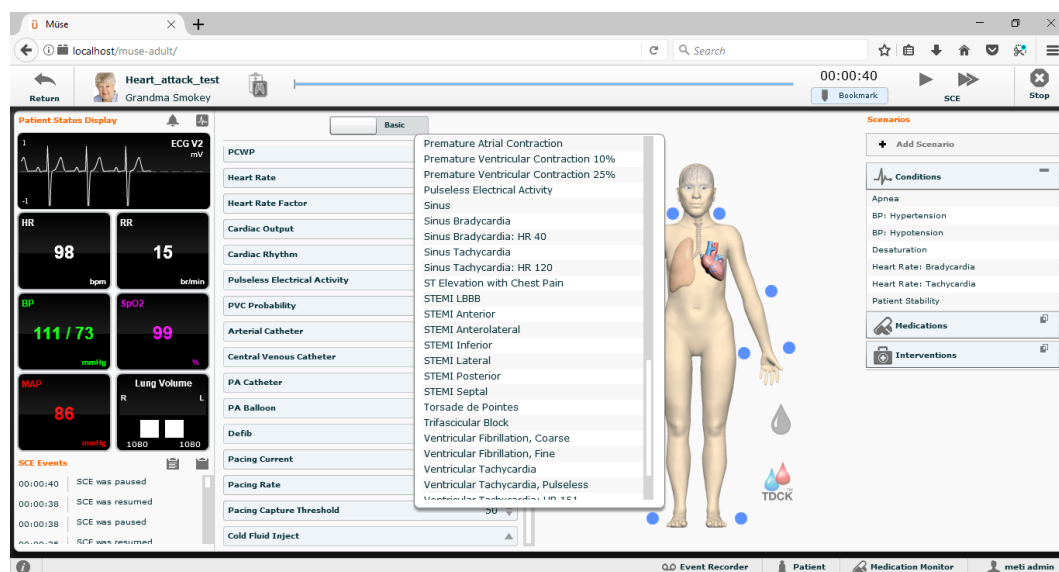 ü Müse
localhost/muse-adult/
Search
Return
Heart_attack_test
Grandma Smokey
00:00:40
Bookmark
SCE
Stop
Patient Status Display
1
ECG V2
mV
-1
HR
98
bpm
RR
15
br/min
BP
111 / 73
mmHg
SpO2
99
%
MAP
86
mmHg
Lung Volume
R L
1080 1080
SCE Events
00:00:40 SCE was paused
00:00:38 SCE was resumed
00:00:38 SCE was paused
SCE was resumed
Basic
PCWP
Heart Rate
Heart Rate Factor
Cardiac Output
Cardiac Rhythm
Pulseless Electrical Activity
PVC Probability
Arterial Catheter
Central Venous Catheter
PA Catheter
PA Balloon
Defib
Pacing Current
Pacing Rate
Pacing Capture Threshold 50
Cold Fluid Inject
Premature Atrial Contraction
Premature Ventricular Contraction 10%
Premature Ventricular Contraction 25%
Pulseless Electrical Activity
Sinus
Sinus Bradycardia
Sinus Bradycardia: HR 40
Sinus Tachycardia
Sinus Tachycardia: HR 120
ST Elevation with Chest Pain
STEMI LBBB
STEMI Anterior
STEMI Anterolateral
STEMI Inferior
STEMI Lateral
STEMI Posterior
STEMI Septal
Torsade de Pointes
Trifascicular Block
Ventricular Fibrillation, Coarse
Ventricular Fibrillation, Fine
Ventricular Tachycardia
Ventricular Tachycardia, Pulseless
Ventricular Tachycardia: HR 151
TDCK
Scenarios
Add Scenario
Conditions
Apnea
BP: Hypertension
BP: Hypotension
Desaturation
Heart Rate: Bradycardia
Heart Rate: Tachycardia
Patient Stability
Medications
Interventions
Event Recorder
Patient
Medication Monitor
meti admin